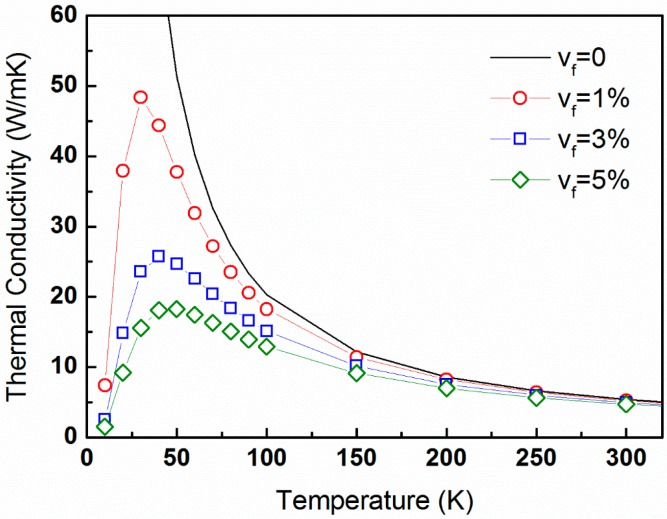 60
50
40
30
20
10
0
Thermal Conductivity (W/mK)
v_f=0
v_f=1%
v_f=3%
v_f=5%
0 50 100 150 200 250 300
Temperature (K)